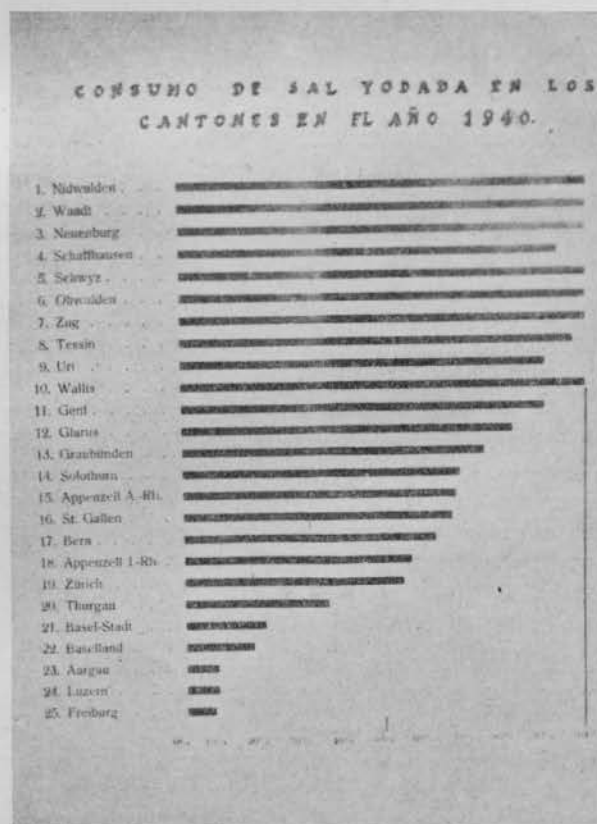 CONSUMO DE SAL YODADA EN LOS
CANTONES EN EL AÑO 1940.
1. Nidwalden
2. Waadt
3. Neuenburg
4. Schaffhausen
5. Schwyz
6. Obwalden
7. Zug
8. Tessin
9. Uri
10. Wallis
11. Genf
12. Glarus
13. Graubünden
14. Solothurn
15. Appenzell A.-Rh.
16. St. Gallen
17. Bern
18. Appenzell I.-Rh.
19. Zürich
20. Thurgau
21. Basel-Stadt
22. Baselland
23. Aargau
24. Luzern
25. Freiburg